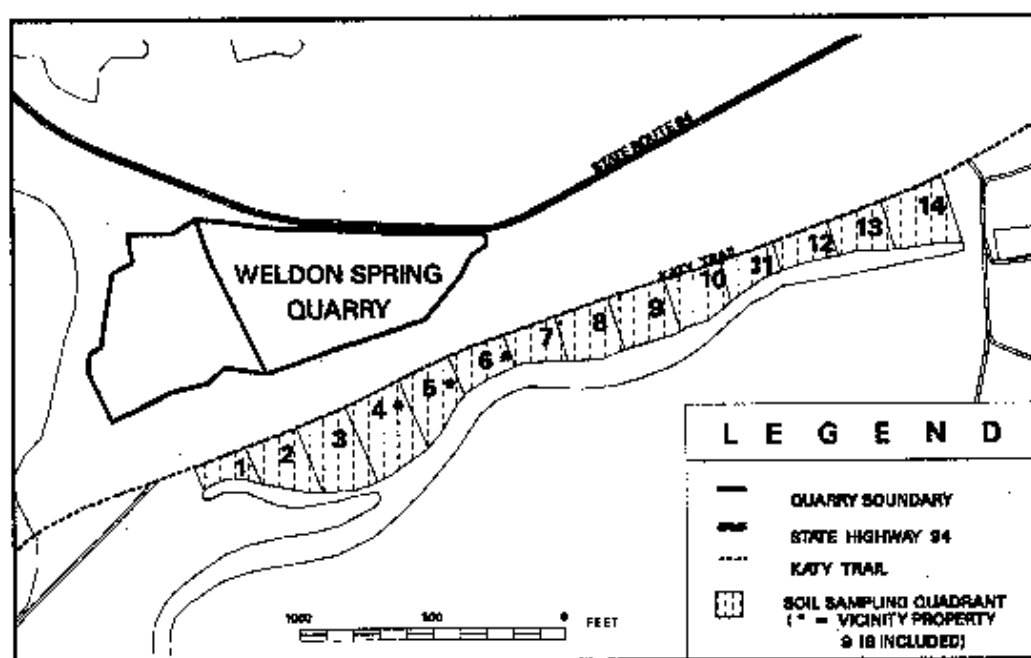 STATE ROUTE 94
WELDON SPRING
QUARRY
KATY TRAIL
14
13
12
11
10
9
8
7
6 *
5 *
4 *
3
2
1
LEGEND
QUARRY BOUNDARY
STATE HIGHWAY 94
KATY TRAIL
SOIL SAMPLING QUADRANT
( * = VICINITY PROPERTY
9 IS INCLUDED)
1000 500 0 FEET